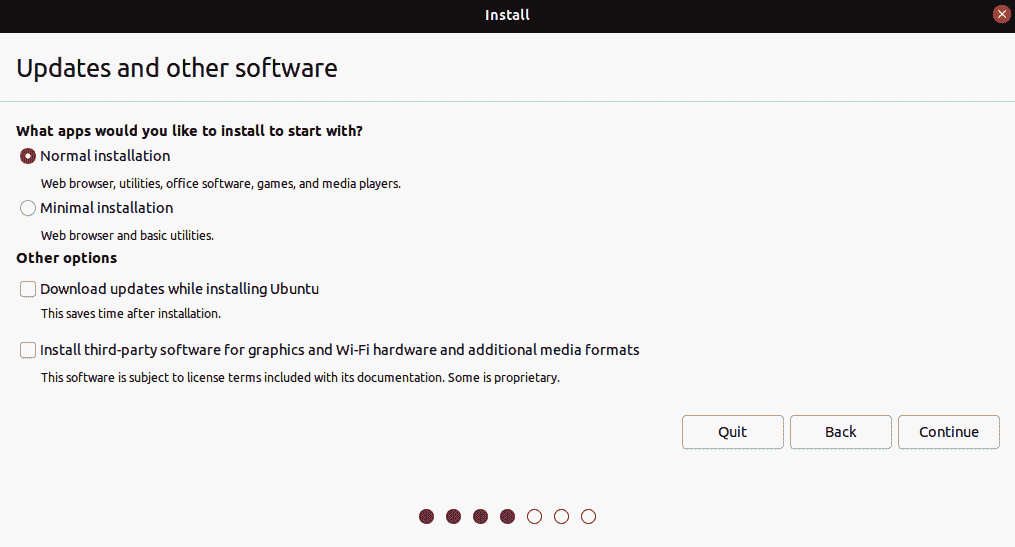 Install
Updates and other software
What apps would you like to install to start with?
Normal installation
Web browser, utilities, office software, games, and media players.
Minimal installation
Web browser and basic utilities.
Other options
Download updates while installing Ubuntu
This saves time after installation.
Install third-party software for graphics and Wi-Fi hardware and additional media formats
This software is subject to license terms included with its documentation. Some is proprietary.
Quit Back Continue